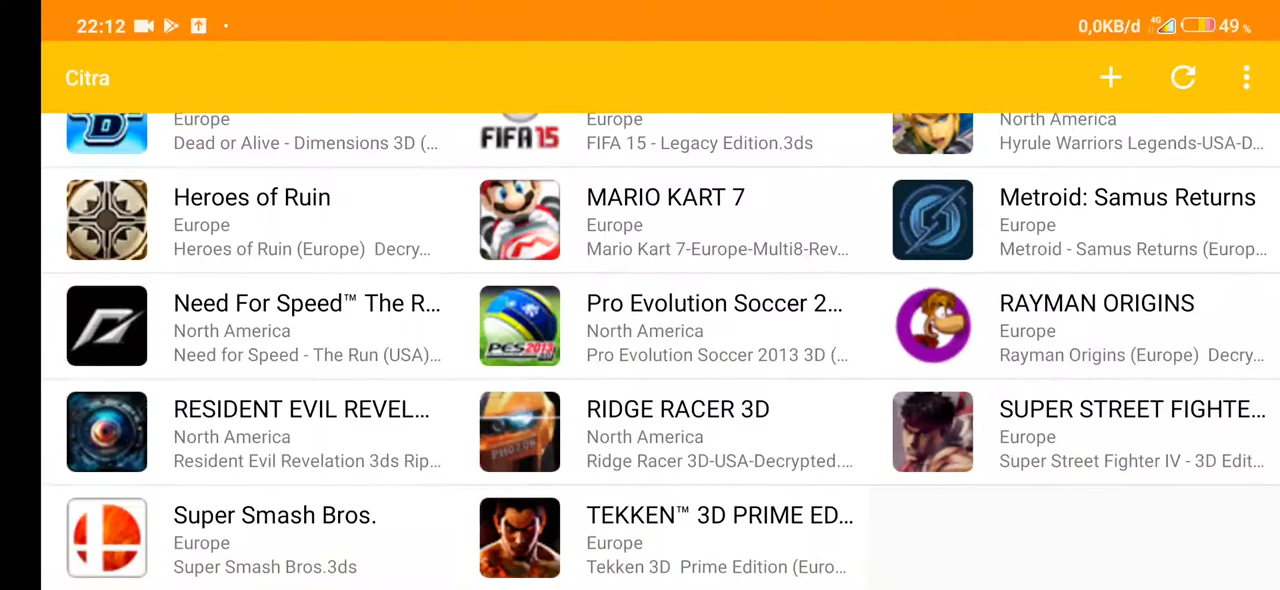 22:12
0,0KB/d 4G 49 %
Citra
Europe
Dead or Alive - Dimensions 3D (...
FIFA 15
Europe
FIFA 15 - Legacy Edition.3ds
North America
Hyrule Warriors Legends-USA-D...
Heroes of Ruin
Europe
Heroes of Ruin (Europe) Decry...
MARIO KART 7
Europe
Mario Kart 7-Europe-Multi8-Rev...
Metroid: Samus Returns
Europe
Metroid - Samus Returns (Europ...
Need For Speed™ The R...
North America
Need for Speed - The Run (USA)...
PES2013
Pro Evolution Soccer 2...
North America
Pro Evolution Soccer 2013 3D (...
RAYMAN ORIGINS
Europe
Rayman Origins (Europe) Decry...
RESIDENT EVIL REVEL...
North America
Resident Evil Revelation 3ds Rip...
RIDGE RACER 3D
North America
Ridge Racer 3D-USA-Decrypted....
SUPER STREET FIGHTE...
Europe
Super Street Fighter IV - 3D Edit...
Super Smash Bros.
Europe
Super Smash Bros.3ds
TEKKEN™ 3D PRIME ED...
Europe
Tekken 3D Prime Edition (Euro...